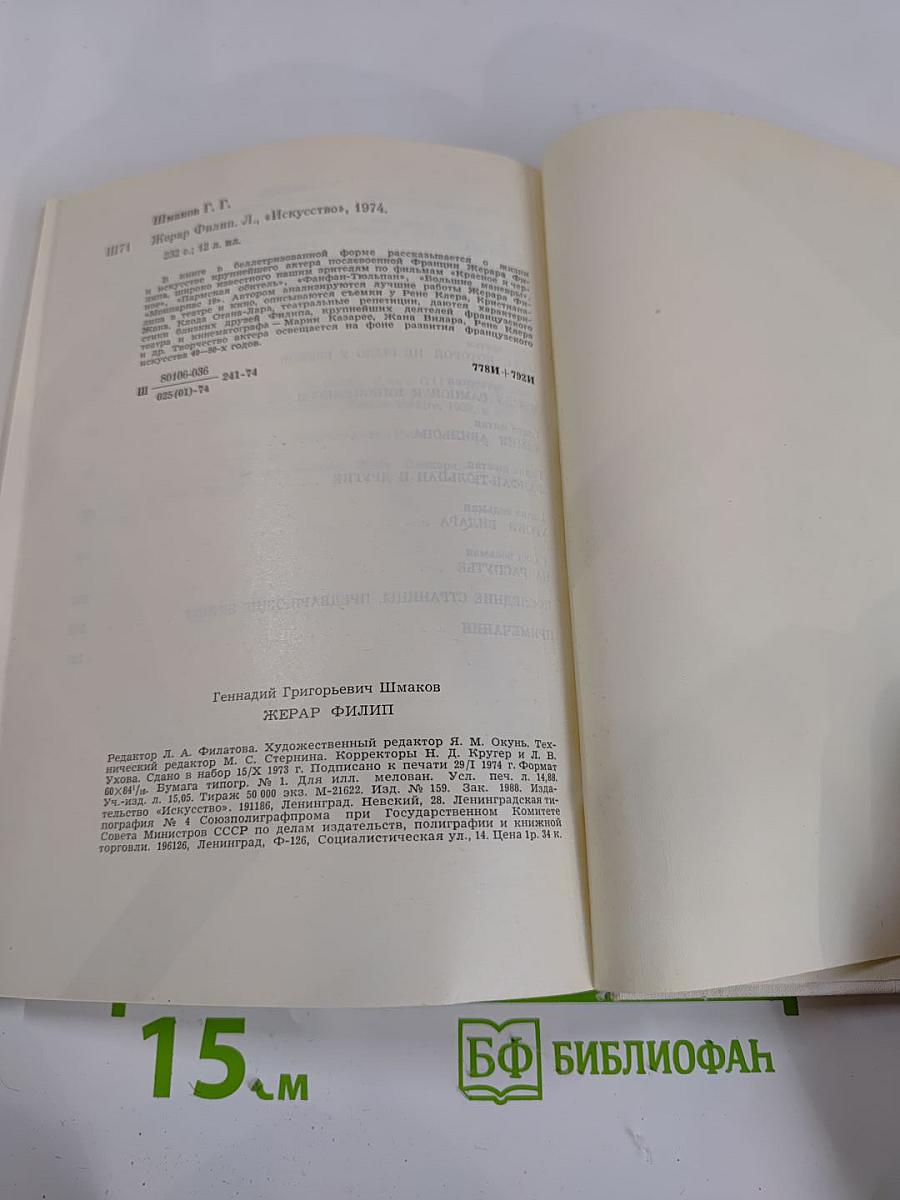 Шмаков Г. Г.
Ш71 Жерар Филип. Л., «Искусство», 1974.
232 с.; 12 л. ил.
В книге в беллетризованной форме рассказывается о жизни
и искусстве крупнейшего актера послевоенной Франции Жерара Фи-
липа, широко известного нашим зрителям по фильмам «Красное и чер-
ное», «Пармская обитель», «Фанфан-Тюльпан», «Большие маневры»,
«Монпарнас 19». Автором анализируются лучшие работы Жерара Фи-
липа в театре и кино, описываются съемки у Рене Клера, Кристиана-
Жака, Клода Отана-Лара, театральные репетиции, даются характери-
стики близких друзей Филипа, крупнейших деятелей французского
театра и кинематографа — Марии Казарес, Жана Вилара, Рене Клера
и др. Творчество актера освещается на фоне развития французского
искусства 40—50-х годов.
Ш 80106-036 241-74
025(01)-74
778И+792И
Геннадий Григорьевич Шмаков
ЖЕРАР ФИЛИП
Редактор Л. А. Филатова. Художественный редактор Я. М. Окунь. Тех-
нический редактор М. С. Стернина. Корректоры Н. Д. Кругер и Л. В.
Ухова. Сдано в набор 15/X 1973 г. Подписано к печати 29/I 1974 г. Формат
60×84¹/₁₆. Бумага типогр. № 1. Для илл. мелован. Усл. печ. л. 14,88.
Уч.-изд. л. 15,05. Тираж 50 000 экз. М-21622. Изд. № 159. Зак. 1988. Изда-
тельство «Искусство». 191186, Ленинград. Невский, 28. Ленинградская ти-
пография № 4 Союзполиграфпрома при Государственном Комитете
Совета Министров СССР по делам издательств, полиграфии и книжной
торговли. 196126, Ленинград, Ф-126, Социалистическая ул., 14. Цена 1р. 34 к.
15 см
БФ БИБЛИОФАН